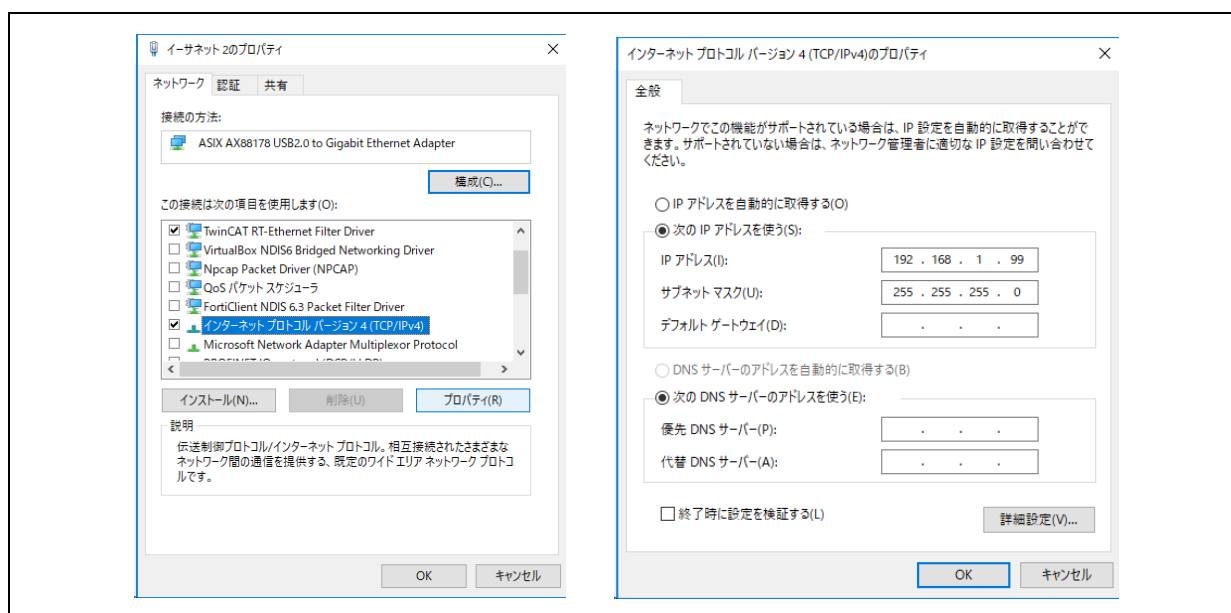 イーサネット 2のプロパティ
ネットワーク 認証 共有
接続の方法:
ASIX AX88178 USB2.0 to Gigabit Ethernet Adapter
構成(C)...
この接続は次の項目を使用します(O):
TwinCAT RT-Ethernet Filter Driver
VirtualBox NDIS6 Bridged Networking Driver
Npcap Packet Driver (NPCAP)
QoS パケット スケジューラ
FortiClient NDIS 6.3 Packet Filter Driver
インターネット プロトコル バージョン 4 (TCP/IPv4)
Microsoft Network Adapter Multiplexor Protocol
インストール(N)... 削除(U) プロパティ(R)
説明
伝送制御プロトコル/インターネット プロトコル。相互接続されたさまざまな
ネットワーク間の通信を提供する、既定のワイド エリア ネットワーク プロトコ
ルです。
OK キャンセル
インターネット プロトコル バージョン 4 (TCP/IPv4)のプロパティ
全般
ネットワークでこの機能がサポートされている場合は、IP 設定を自動的に取得することがで
きます。サポートされていない場合は、ネットワーク管理者に適切な IP 設定を問い合わせて
ください。
IP アドレスを自動的に取得する(O)
次の IP アドレスを使う(S):
IP アドレス(I): 192 . 168 . 1 . 99
サブネット マスク(U): 255 . 255 . 255 . 0
デフォルト ゲートウェイ(D): . . .
DNS サーバーのアドレスを自動的に取得する(B)
次の DNS サーバーのアドレスを使う(E):
優先 DNS サーバー(P): . . .
代替 DNS サーバー(A): . . .
終了時に設定を検証する(L)
詳細設定(V)...
OK キャンセル